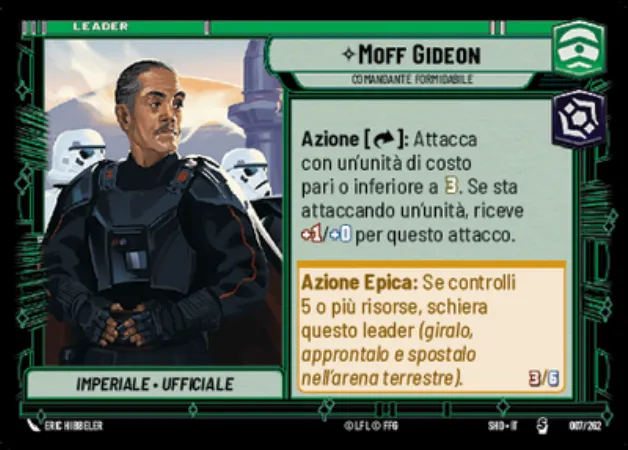 LEADER
MOFF GIDEON
COMANDANTE FORMIDABILE
Azione [ ]: Attacca
con un'unità di costo
pari o inferiore a 3. Se sta
attaccando un'unità, riceve
+1/+0 per questo attacco.
Azione Epica: Se controlli
5 o più risorse, schiera
questo leader (giralo,
approntalo e spostalo
nell'arena terrestre).
3/6
IMPERIALE • UFFICIALE
ERIC HIBBELER
© LFL © FFG
SHD • IT
S
007/262